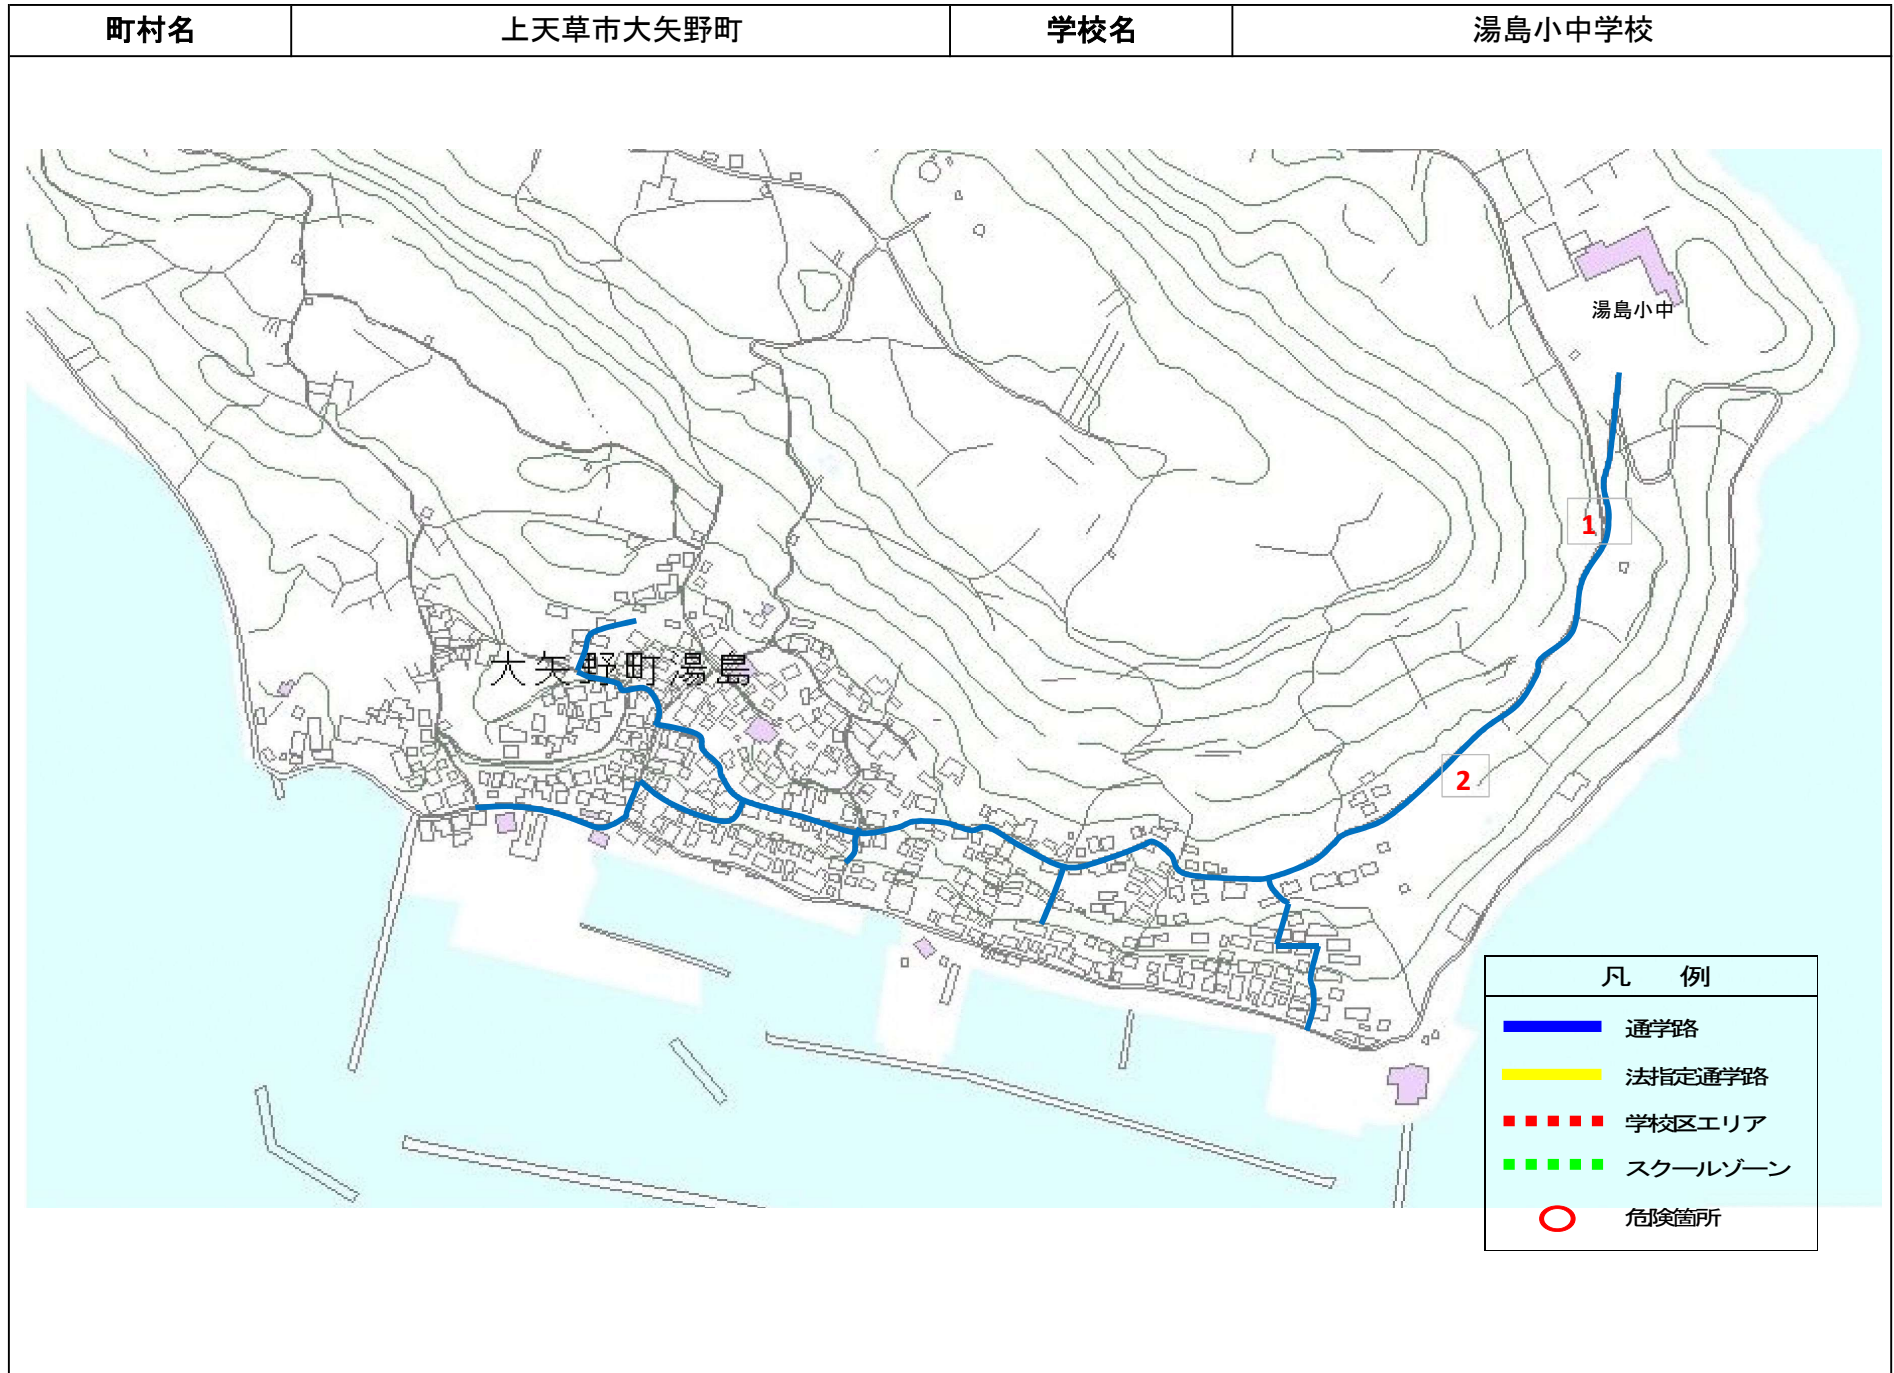 町村名 上天草市大矢野町 学校名 湯島小中学校
湯島小中
1
大矢野町湯島
2
凡 例
通学路
法指定通学路
学校区エリア
スクールゾーン
危険箇所